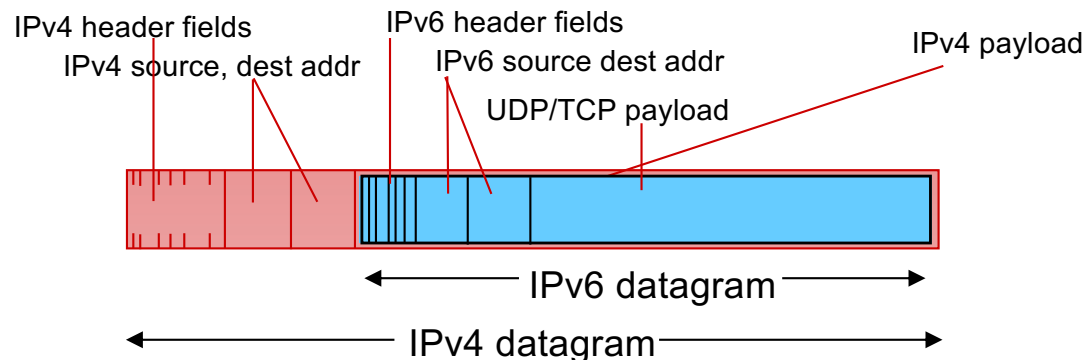 IPv4 header fields
IPv6 header fields
IPv4 payload
IPv4 source, dest addr
IPv6 source dest addr
UDP/TCP payload
IPv6 datagram
IPv4 datagram